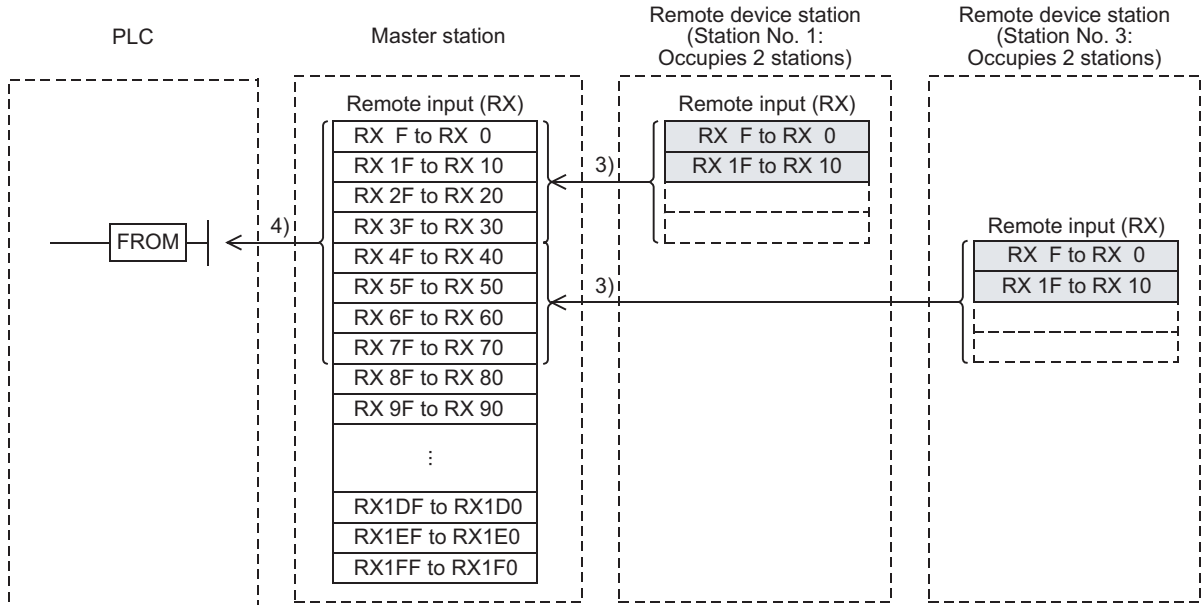 PLC
Master station
Remote device station
(Station No. 1:
Occupies 2 stations)
Remote device station
(Station No. 3:
Occupies 2 stations)
FROM
4)
Remote input (RX)
RX F to RX 0
RX 1F to RX 10
RX 2F to RX 20
RX 3F to RX 30
RX 4F to RX 40
RX 5F to RX 50
RX 6F to RX 60
RX 7F to RX 70
RX 8F to RX 80
RX 9F to RX 90
⋮
RX1DF to RX1D0
RX1EF to RX1E0
RX1FF to RX1F0
3)
3)
Remote input (RX)
RX F to RX 0
RX 1F to RX 10
Remote input (RX)
RX F to RX 0
RX 1F to RX 10